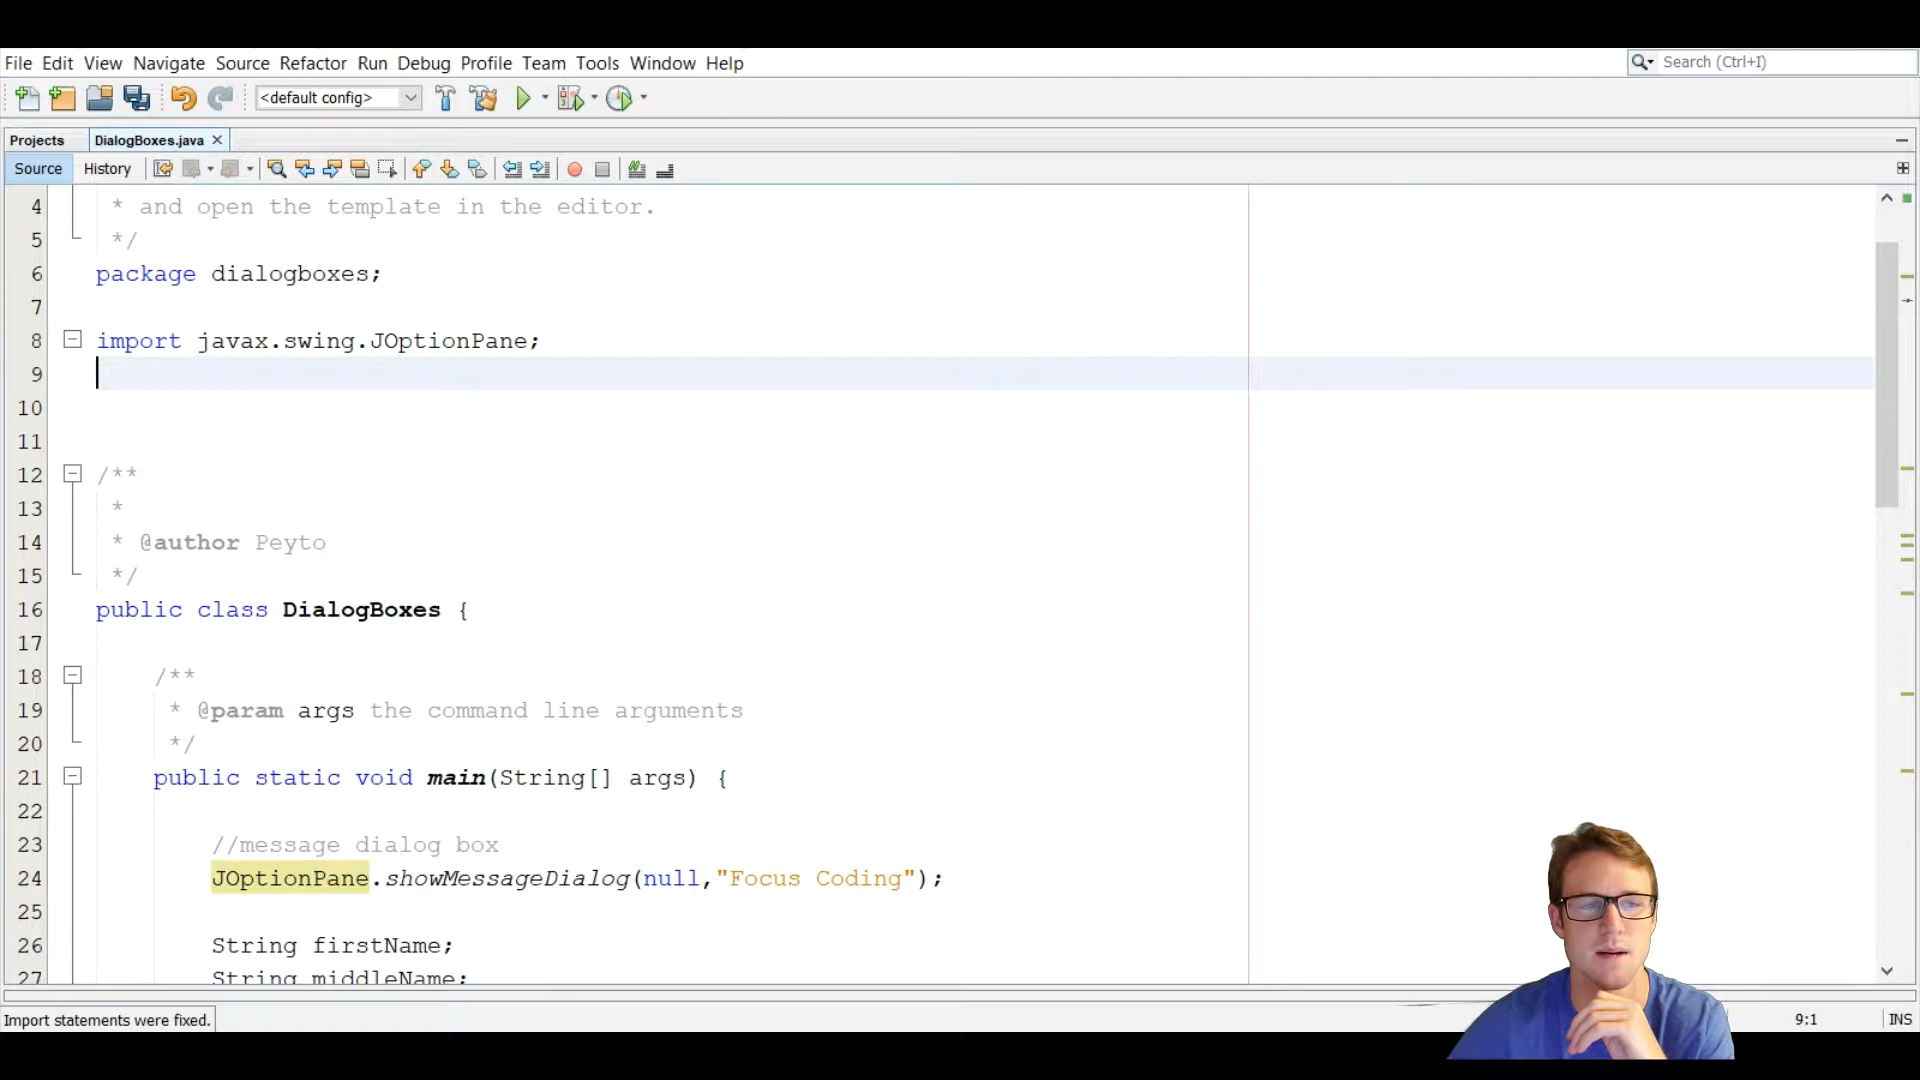 File Edit View Navigate Source Refactor Run Debug Profile Team Tools Window Help
Search (Ctrl+I)
<default config>
Projects DialogBoxes.java
Source History
4 * and open the template in the editor.
5 */
6 package dialogboxes;
7
8 import javax.swing.JOptionPane;
9
10
11
12 /**
13 *
14 * @author Peyto
15 */
16 public class DialogBoxes {
17
18 /**
19 * @param args the command line arguments
20 */
21 public static void main(String[] args) {
22
23 //message dialog box
24 JOptionPane.showMessageDialog(null,"Focus Coding");
25
26 String firstName;
27 String middleName;
Import statements were fixed.
9:1 INS